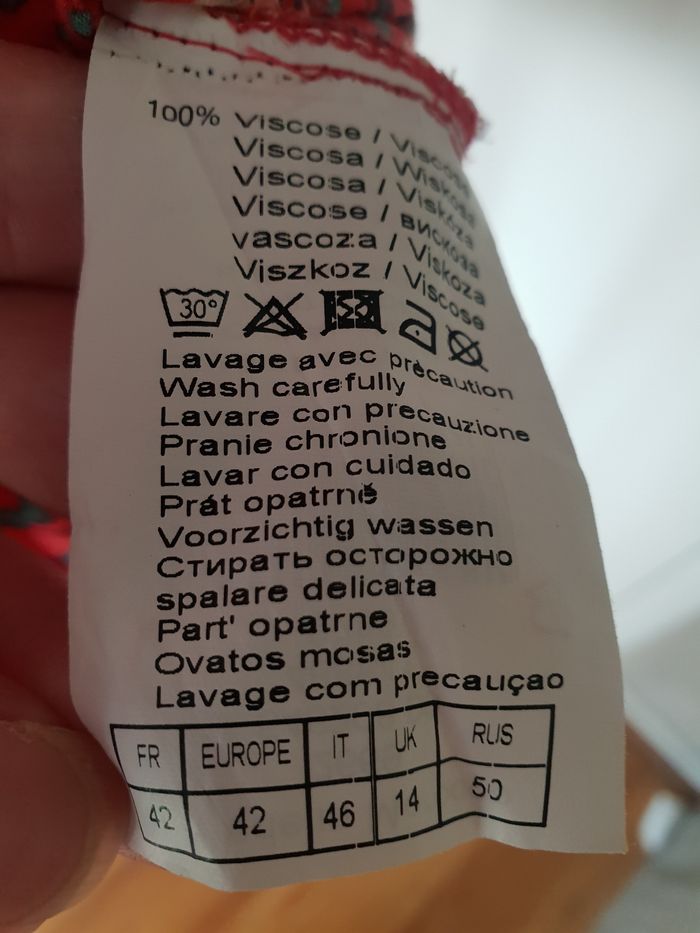 100% Viscose / Viscose
Viscosa / Wiskoza
Viscosa / Viskóza
Viscose / вискоза
vascoza / Viskoza
Viszkoz / Viscose
30°
Lavage avec prècaution
Wash carefully
Lavare con precauzione
Pranie chronione
Lavar con cuidado
Prát opatrně
Voorzichtig wassen
Стирать осторожно
spalare delicata
Part' opatrne
Ovatos mosas
Lavage com precauçao
FR EUROPE IT UK RUS
42 42 46 14 50